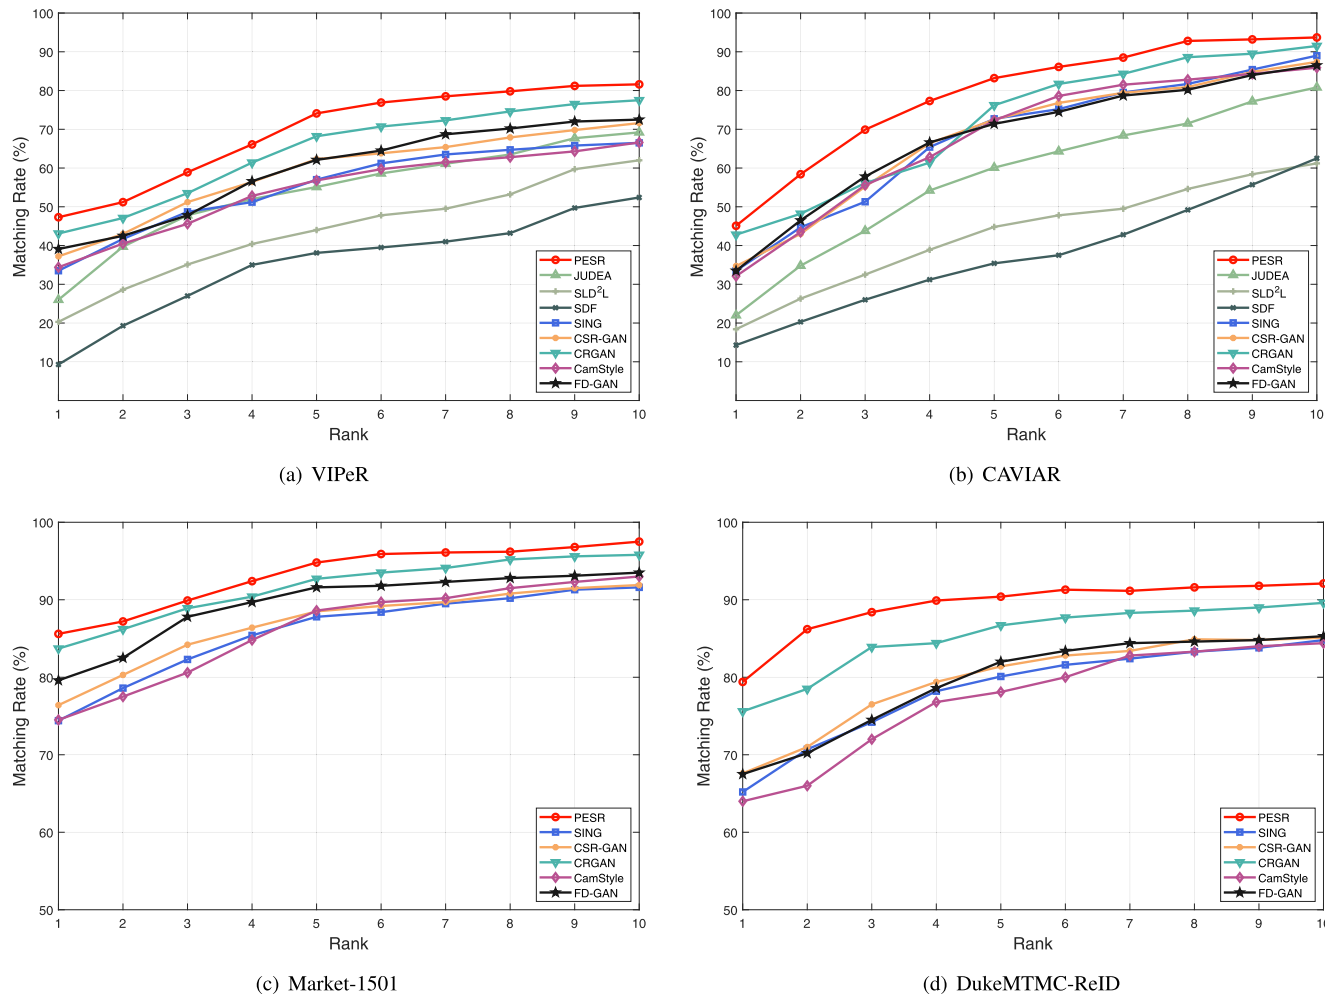 100
90
80
70
60
50
40
30
20
10
Matching Rate (%)
1 2 3 4 5 6 7 8 9 10
Rank
PESR
JUDEA
SLD²L
SDF
SING
CSR-GAN
CRGAN
CamStyle
FD-GAN
(a) VIPeR
100
90
80
70
60
50
40
30
20
10
Matching Rate (%)
1 2 3 4 5 6 7 8 9 10
Rank
PESR
JUDEA
SLD²L
SDF
SING
CSR-GAN
CRGAN
CamStyle
FD-GAN
(b) CAVIAR
100
90
80
70
60
50
Matching Rate (%)
1 2 3 4 5 6 7 8 9 10
Rank
PESR
SING
CSR-GAN
CRGAN
CamStyle
FD-GAN
(c) Market-1501
100
90
80
70
60
50
Matching Rate (%)
1 2 3 4 5 6 7 8 9
Rank
PESR
SING
CSR-GAN
CRGAN
CamStyle
FD-GAN
(d) DukeMTMC-ReID